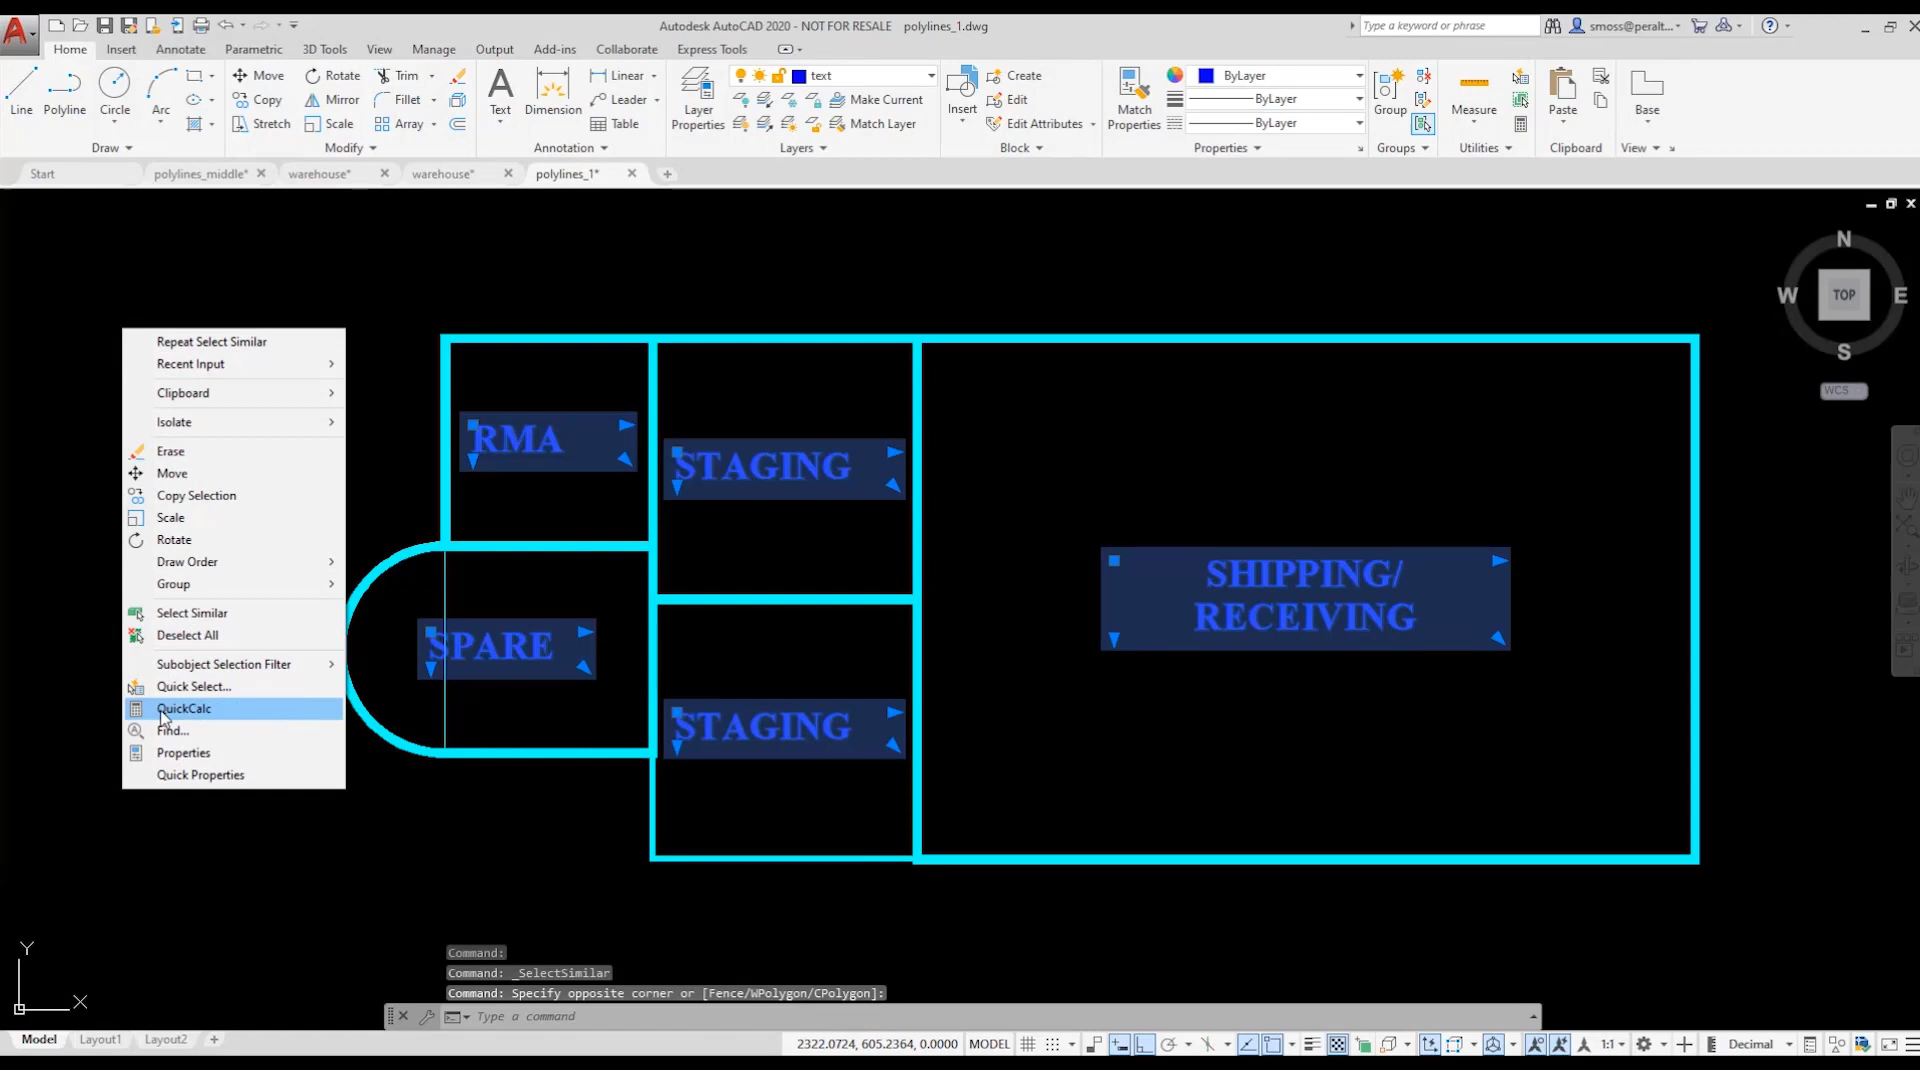 Autodesk AutoCAD 2020 - NOT FOR RESALE polylines_1.dwg
Type a keyword or phrase
smoss@peralt...
Home Insert Annotate Parametric 3D Tools View Manage Output Add-ins Collaborate Express Tools
Line Polyline Circle Arc
Move Rotate Trim
Copy Mirror Fillet
Stretch Scale Array
Text Dimension
Linear
Leader
Table
Layer Properties
text
Make Current
Match Layer
Insert
Create
Edit
Edit Attributes
Match Properties
ByLayer
ByLayer
ByLayer
Group
Measure
Paste
Base
Draw Modify Annotation Layers Block Properties Groups Utilities Clipboard View
Start polylines_middle* warehouse* warehouse* polylines_1*
N
W TOP E
S
WCS
Repeat Select Similar
Recent Input
Clipboard
Isolate
Erase
Move
Copy Selection
Scale
Rotate
Draw Order
Group
Select Similar
Deselect All
Subobject Selection Filter
Quick Select...
QuickCalc
Find...
Properties
Quick Properties
RMA
STAGING
SHIPPING/
RECEIVING
SPARE
STAGING
Y
X
Command:
Command: _SelectSimilar
Command: Specify opposite corner or [Fence/WPolygon/CPolygon]:
Type a command
Model Layout1 Layout2
2322.0724, 605.2364, 0.0000 MODEL
1:1
Decimal